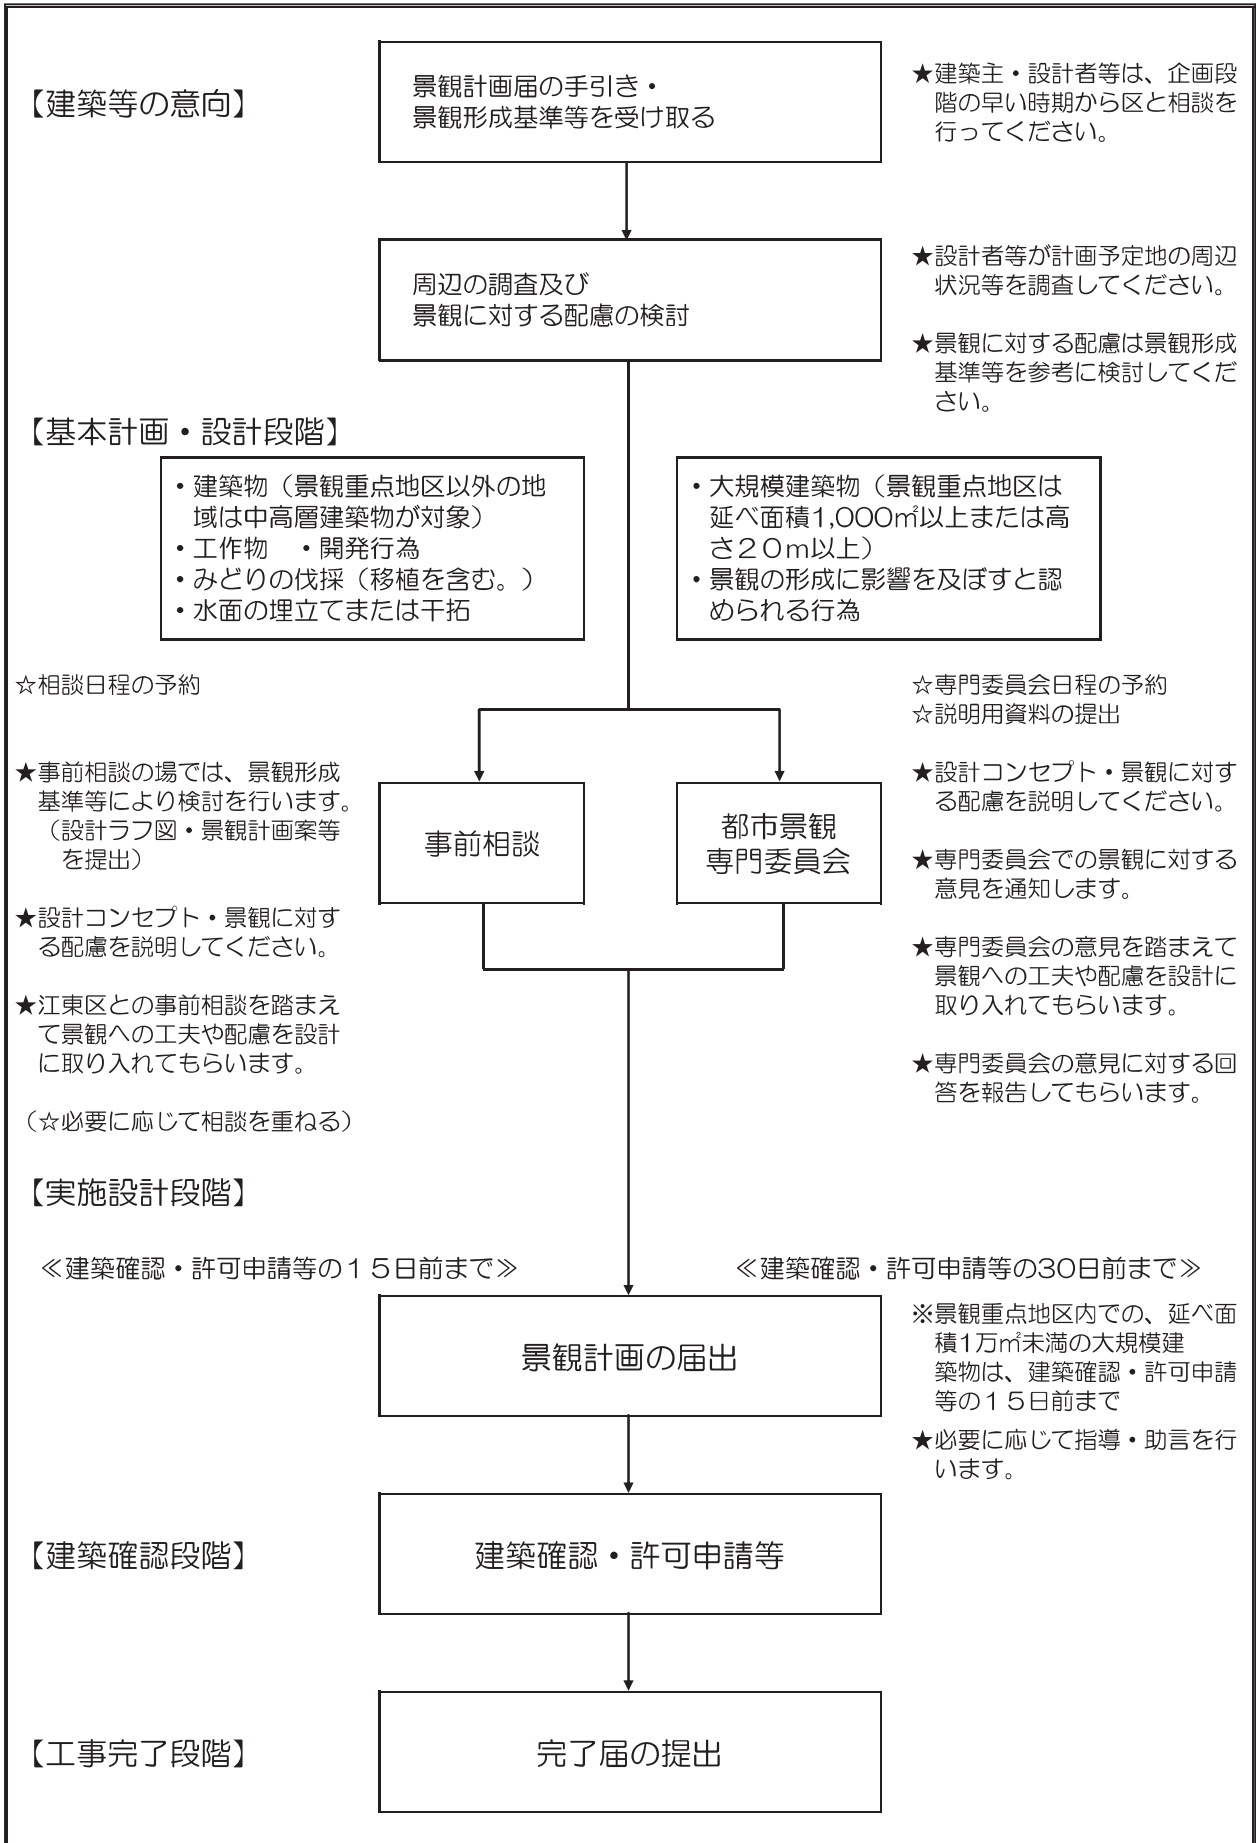 【建築等の意向】
景観計画届の手引き・
景観形成基準等を受け取る
★建築主・設計者等は、企画段
階の早い時期から区と相談を
行ってください。
周辺の調査及び
景観に対する配慮の検討
★設計者等が計画予定地の周辺
状況等を調査してください。
★景観に対する配慮は景観形成
基準等を参考に検討してくだ
さい。
【基本計画・設計段階】
・建築物（景観重点地区以外の地
域は中高層建築物が対象）
・工作物　・開発行為
・みどりの伐採（移植を含む。）
・水面の埋立てまたは干拓
・大規模建築物（景観重点地区は
延べ面積1,000㎡以上または高
さ２０ｍ以上）
・景観の形成に影響を及ぼすと認
められる行為
☆相談日程の予約
★事前相談の場では、景観形成
基準等により検討を行います。
（設計ラフ図・景観計画案等
を提出）
★設計コンセプト・景観に対す
る配慮を説明してください。
★江東区との事前相談を踏まえ
て景観への工夫や配慮を設計
に取り入れてもらいます。
（☆必要に応じて相談を重ねる）
事前相談
都市景観
専門委員会
☆専門委員会日程の予約
☆説明用資料の提出
★設計コンセプト・景観に対す
る配慮を説明してください。
★専門委員会での景観に対する
意見を通知します。
★専門委員会の意見を踏まえて
景観への工夫や配慮を設計に
取り入れてもらいます。
★専門委員会の意見に対する回
答を報告してもらいます。
【実施設計段階】
≪建築確認・許可申請等の１５日前まで≫
≪建築確認・許可申請等の30日前まで≫
景観計画の届出
※景観重点地区内での、延べ面
積1万㎡未満の大規模建
築物は、建築確認・許可申請
等の１５日前まで
★必要に応じて指導・助言を行
います。
【建築確認段階】
建築確認・許可申請等
【工事完了段階】
完了届の提出